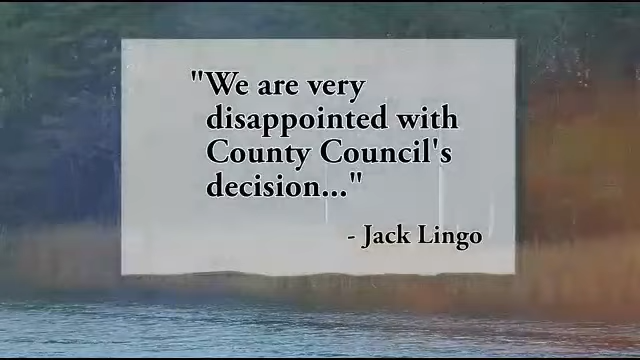 "We are very
disappointed with
County Council's
decision..."
- Jack Lingo